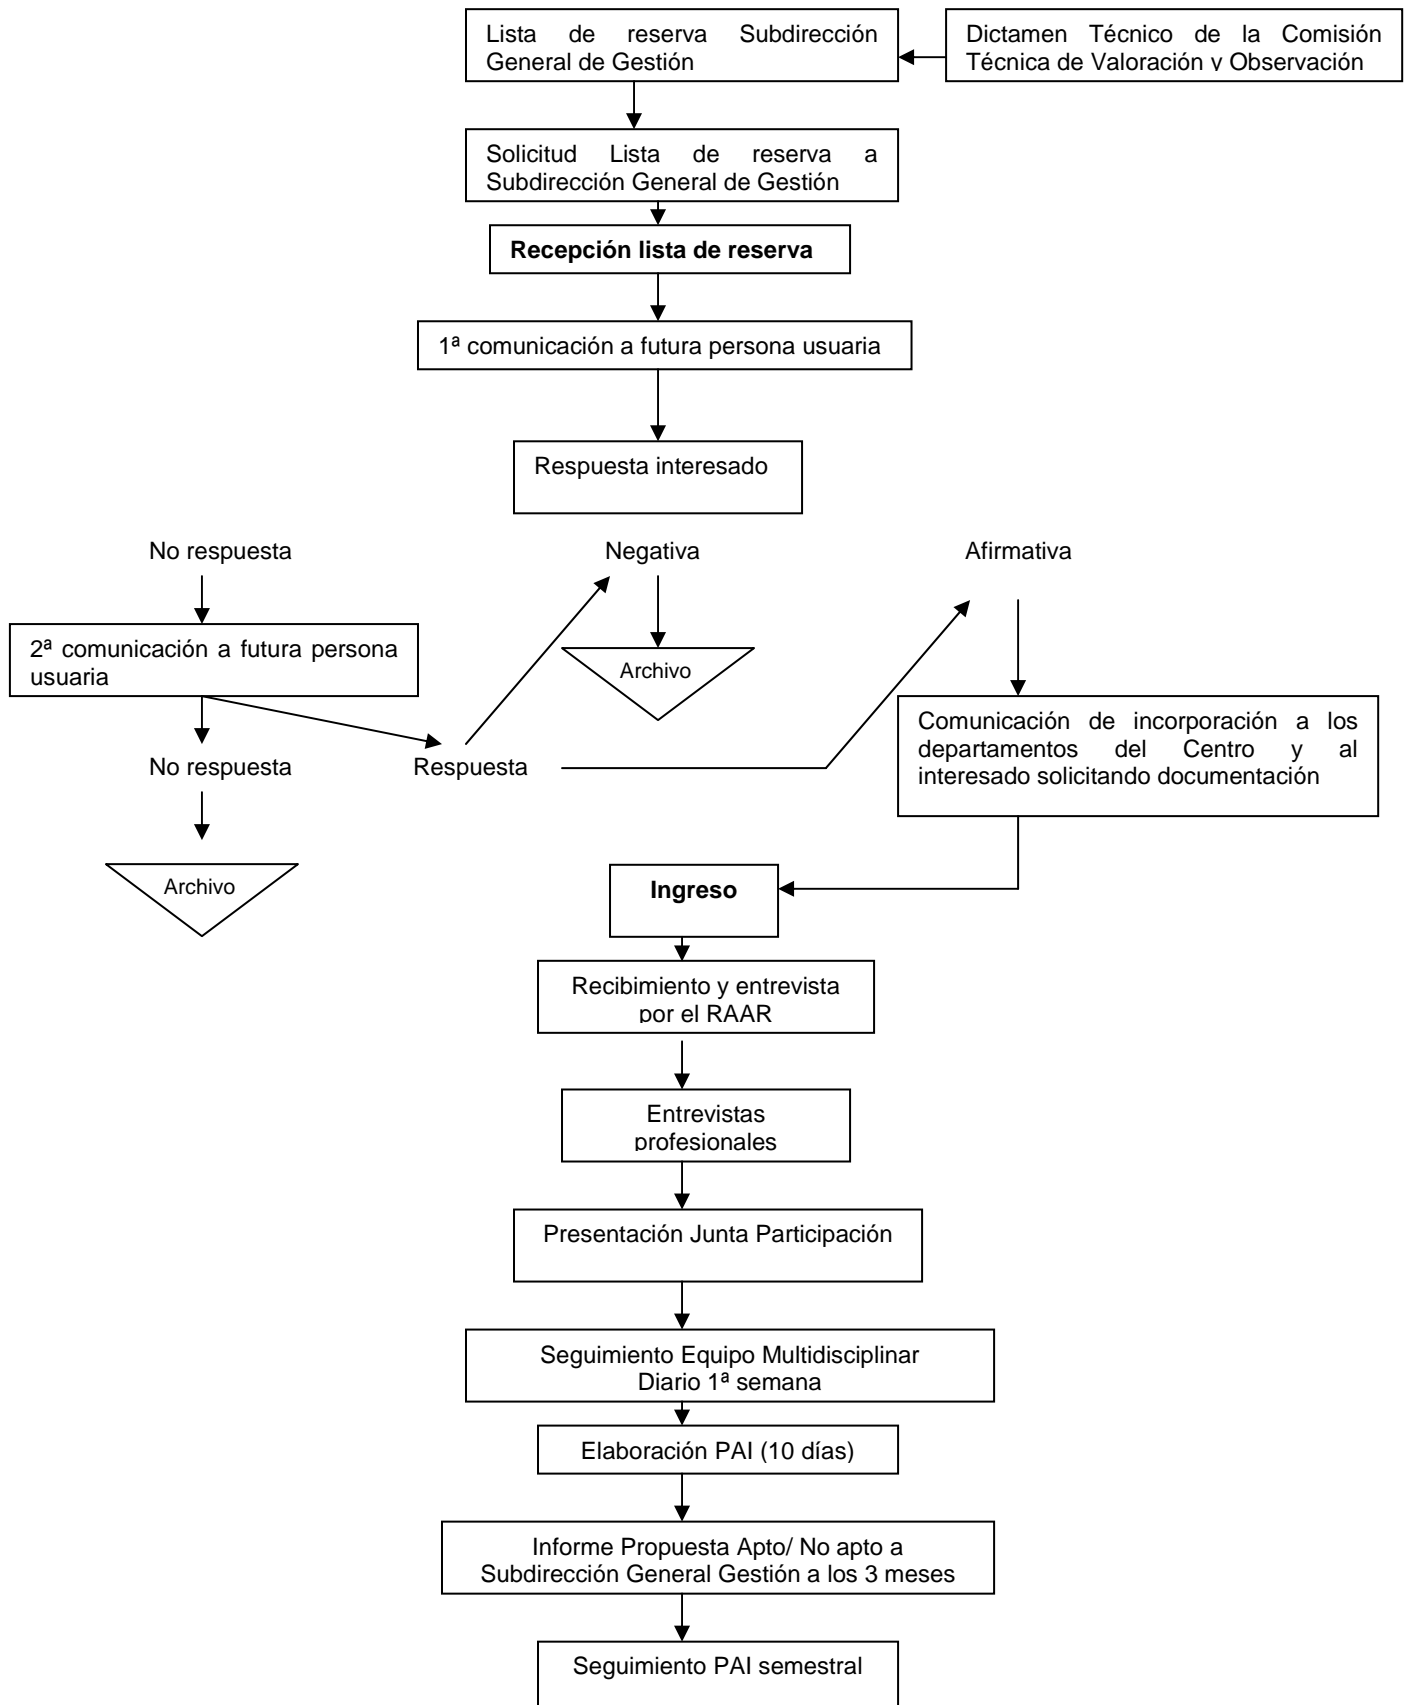 Lista de reserva Subdirección
General de Gestión
Dictamen Técnico de la Comisión
Técnica de Valoración y Observación
Solicitud Lista de reserva a
Subdirección General de Gestión
Recepción lista de reserva
1ª comunicación a futura persona usuaria
Respuesta interesado
No respuesta
Negativa
Afirmativa
2ª comunicación a futura persona
usuaria
Archivo
Comunicación de incorporación a los
departamentos del Centro y al
interesado solicitando documentación
No respuesta
Respuesta
Archivo
Ingreso
Recibimiento y entrevista
por el RAAR
Entrevistas
profesionales
Presentación Junta Participación
Seguimiento Equipo Multidisciplinar
Diario 1ª semana
Elaboración PAI (10 días)
Informe Propuesta Apto/ No apto a
Subdirección General Gestión a los 3 meses
Seguimiento PAI semestral